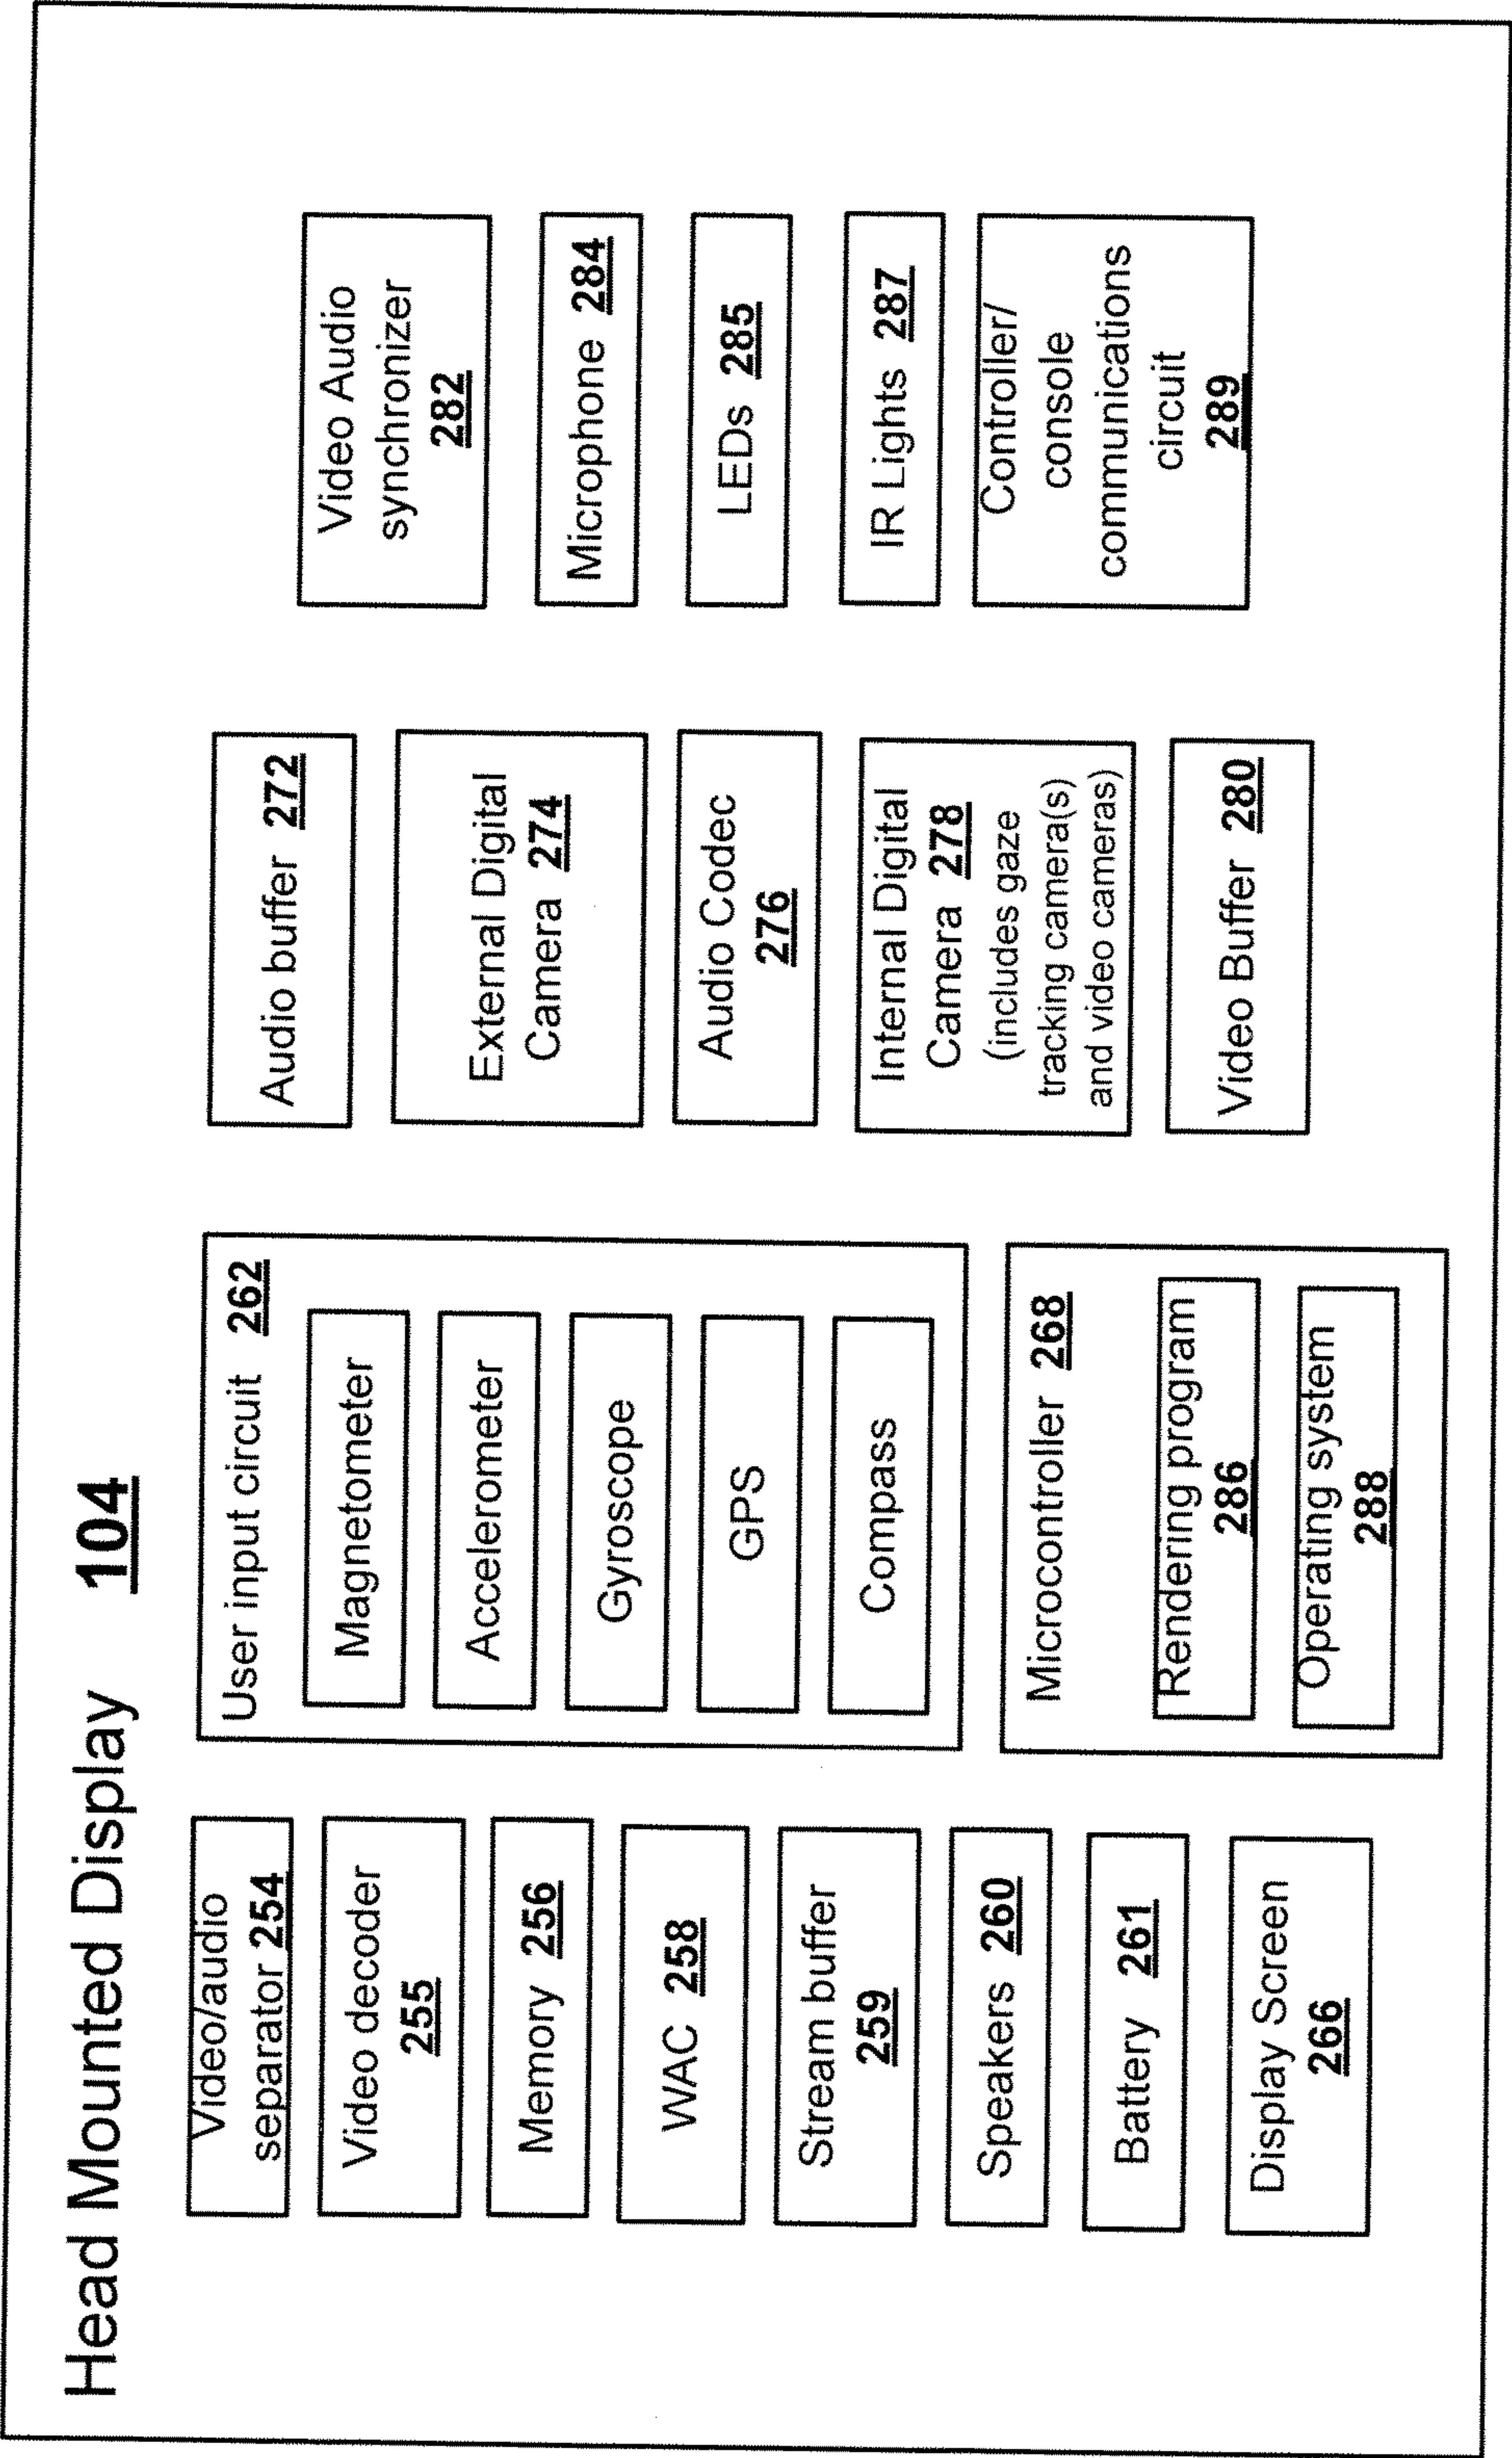 Head Mounted Display 104
Video/audio
separator 254
Video decoder
255
Memory 256
WAC 258
Stream buffer
259
Speakers 260
Battery 261
Display Screen
266
User input circuit 262
Magnetometer
Accelerometer
Gyroscope
GPS
Compass
Microcontroller 268
Rendering program
286
Operating system
288
Audio buffer 272
External Digital
Camera 274
Audio Codec
276
Internal Digital
Camera 278
(includes gaze
tracking camera(s)
and video cameras)
Video Buffer 280
Video Audio
synchronizer
282
Microphone 284
LEDs 285
IR Lights 287
Controller/
console
communications
circuit
289